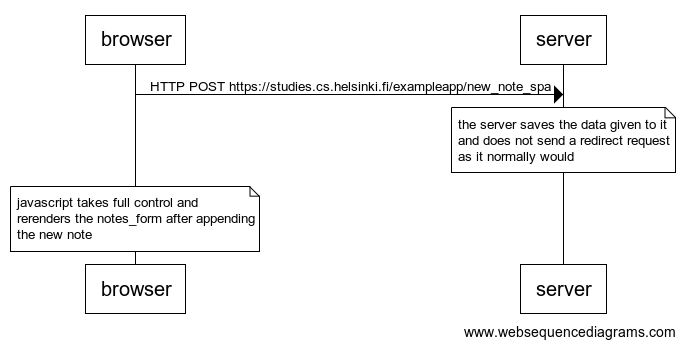 browser
server
HTTP POST https://studies.cs.helsinki.fi/exampleapp/new_note_spa
the server saves the data given to it
and does not send a redirect request
as it normally would
javascript takes full control and
rerenders the notes_form after appending
the new note
browser
server
www.websequencediagrams.com